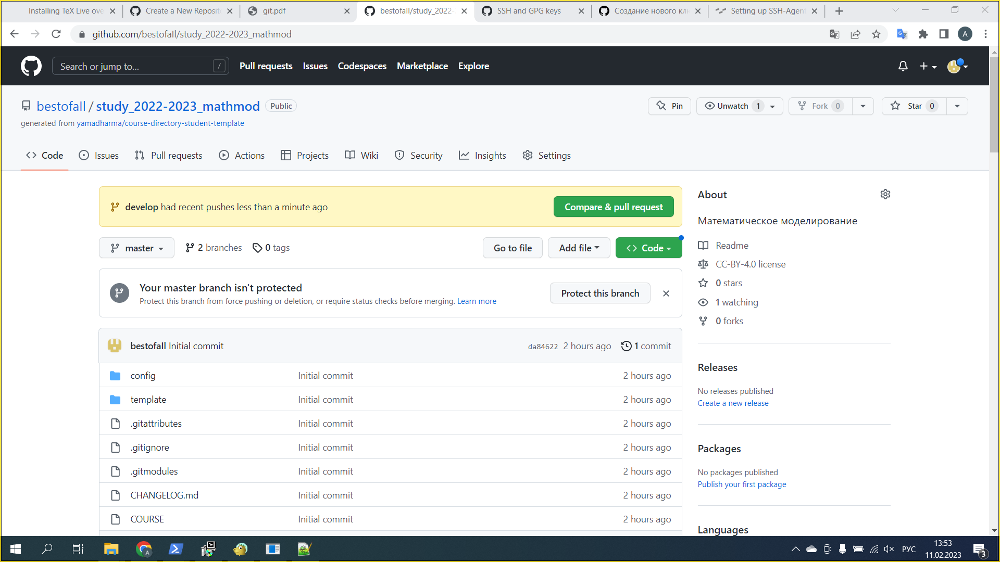 Installing TeX Live ove
Create a New Reposit
git.pdf
bestofall/study_2022-
SSH and GPG keys
Создание нового кл
Setting up SSH-Agen
github.com/bestofall/study_2022-2023_mathmod
A
Search or jump to... /
Pull requests
Issues
Codespaces
Marketplace
Explore
bestofall / study_2022-2023_mathmod Public
Pin
Unwatch 1
Fork 0
Star 0
generated from yamadharma/course-directory-student-template
Code
Issues
Pull requests
Actions
Projects
Wiki
Security
Insights
Settings
develop had recent pushes less than a minute ago
Compare & pull request
master
2 branches
0 tags
Go to file
Add file
Code
Your master branch isn't protected
Protect this branch from force pushing or deletion, or require status checks before merging. Learn more
Protect this branch
bestofall Initial commit
da84622 2 hours ago
1 commit
config Initial commit 2 hours ago
template Initial commit 2 hours ago
.gitattributes Initial commit 2 hours ago
.gitignore Initial commit 2 hours ago
.gitmodules Initial commit 2 hours ago
CHANGELOG.md Initial commit 2 hours ago
COURSE Initial commit 2 hours ago
About
Математическое моделирование
Readme
CC-BY-4.0 license
0 stars
1 watching
0 forks
Releases
No releases published
Create a new release
Packages
No packages published
Publish your first package
Languages
РУС
13:53
11.02.2023
3